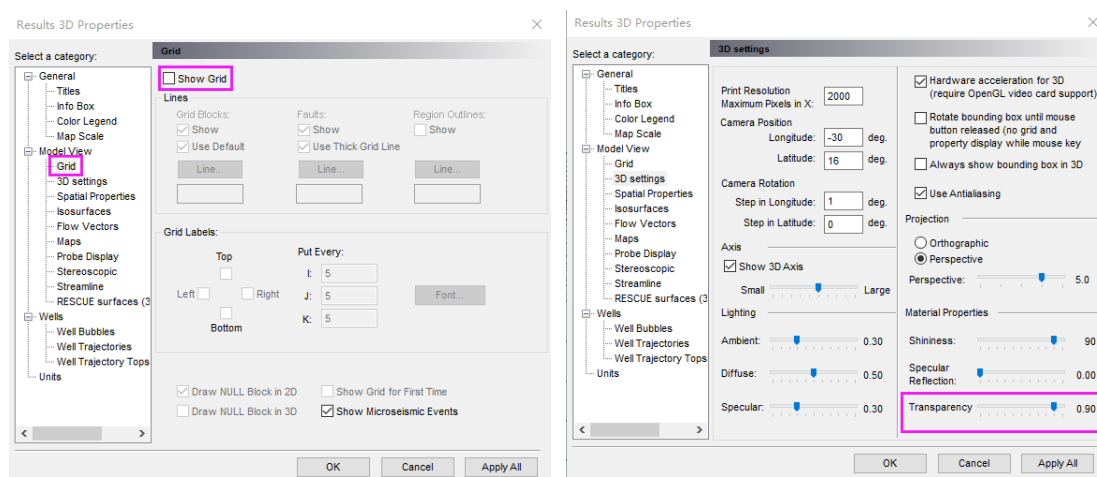 Results 3D Properties
Select a category:
General
Titles
Info Box
Color Legend
Map Scale
Model View
Grid
3D settings
Spatial Properties
Isosurfaces
Flow Vectors
Maps
Probe Display
Stereoscopic
Streamline
RESCUE surfaces (3
Wells
Well Bubbles
Well Trajectories
Well Trajectory Tops
Units
Grid
Show Grid
Lines
Grid Blocks: Faults: Region Outlines:
Show Show Show
Use Default Use Thick Grid Line
Line... Line... Line...
Grid Labels:
Top Put Every:
I: 5
Left Right J: 5 Font...
K: 5
Bottom
Draw NULL Block in 2D Show Grid for First Time
Draw NULL Block in 3D Show Microseismic Events
OK Cancel Apply All
Results 3D Properties
Select a category:
General
Titles
Info Box
Color Legend
Map Scale
Model View
Grid
3D settings
Spatial Properties
Isosurfaces
Flow Vectors
Maps
Probe Display
Stereoscopic
Streamline
RESCUE surfaces (3
Wells
Well Bubbles
Well Trajectories
Well Trajectory Tops
Units
3D settings
Print Resolution
Maximum Pixels in X: 2000
Camera Position
Longitude: -30 deg.
Latitude: 16 deg.
Camera Rotation
Step in Longitude: 1 deg.
Step in Latitude: 0 deg.
Axis
Show 3D Axis
Small Large
Lighting
Ambient: 0.30
Diffuse: 0.50
Specular: 0.30
Hardware acceleration for 3D
(require OpenGL video card support)
Rotate bounding box until mouse
button released (no grid and
property display while mouse key
Always show bounding box in 3D
Use Antialiasing
Projection
Orthographic
Perspective
Perspective: 5.0
Material Properties
Shininess: 90
Specular
Reflection: 0.00
Transparency 0.90
OK Cancel Apply All